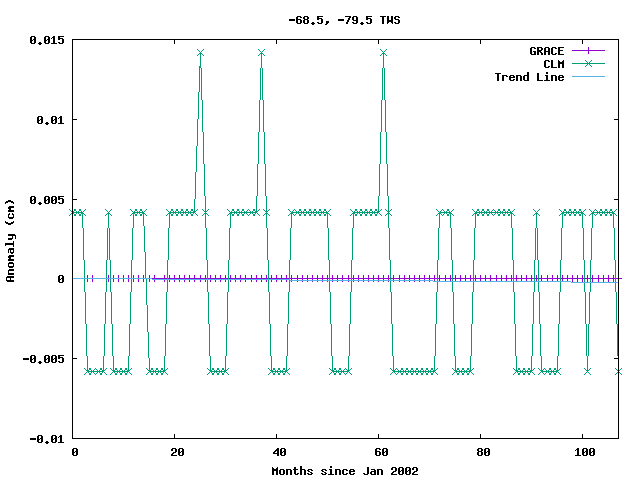 -68.5, -79.5 TWS
0.015
0.01
0.005
0
-0.005
-0.01
Anomaly (cm)
GRACE
CLM
Trend Line
0 20 40 60 80 100
Months since Jan 2002